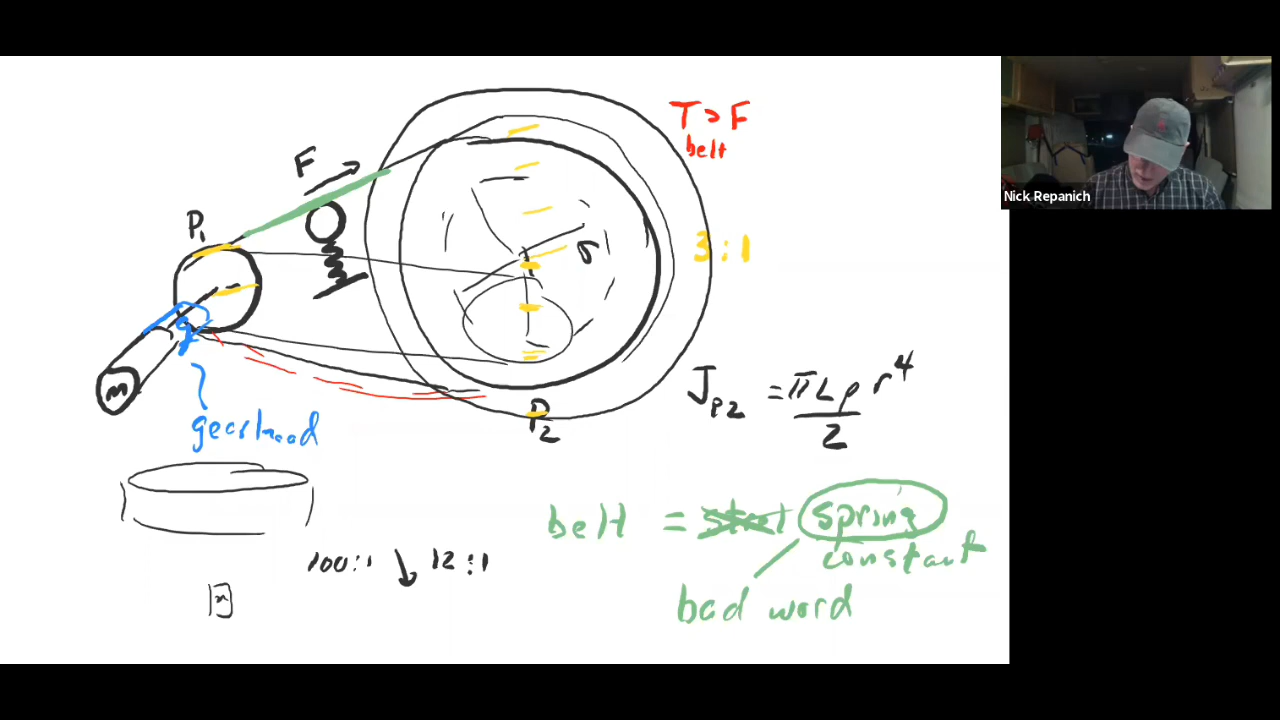 T > F
belt
Nick Repanich
F
P1
3 : 1
m
g
gearhead
P2
JP2 = πLρr⁴
2
belt = spring
constant
bad word
100:1 ↓ 12:1